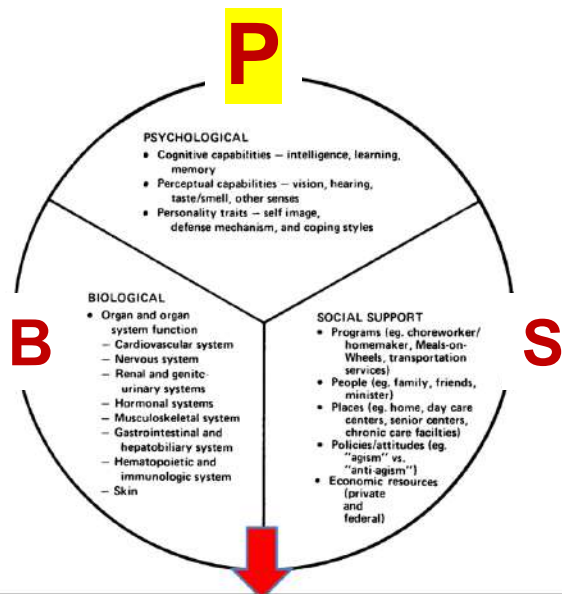 P
PSYCHOLOGICAL
• Cognitive capabilities – intelligence, learning,
memory
• Perceptual capabilities – vision, hearing,
taste/smell, other senses
• Personality traits – self image,
defense mechanism, and coping styles
B
BIOLOGICAL
• Organ and organ
system function
– Cardiovascular system
– Nervous system
– Renal and genito-
urinary systems
– Hormonal systems
– Musculoskeletal system
– Gastrointestinal and
hepatobiliary system
– Hematopoietic and
immunologic system
– Skin
SOCIAL SUPPORT
• Programs (eg. choreworker/
homemaker, Meals-on-
Wheels, transportation
services)
• People (eg. family, friends,
minister)
• Places (eg. home, day care
centers, senior centers,
chronic care facilties)
• Policies/attitudes (eg.
"agism" vs.
"anti-agism")
• Economic resources
(private
and
federal)
S